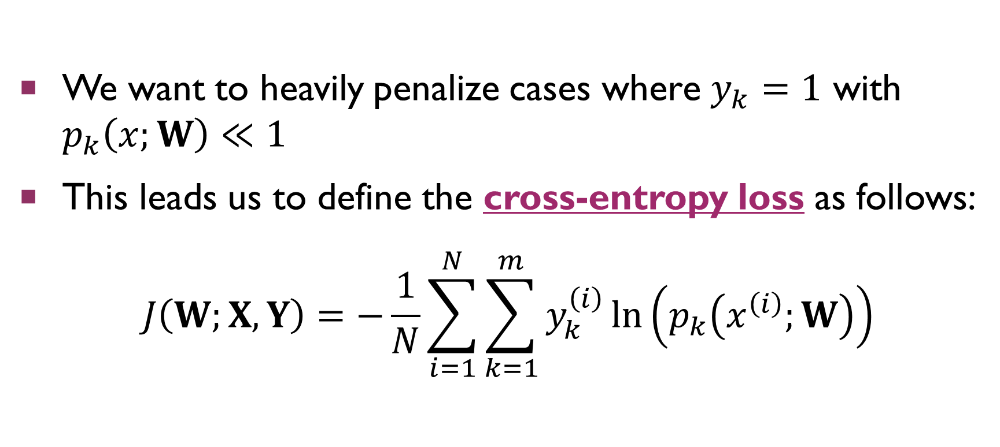 ▪ We want to heavily penalize cases where $y_k = 1$ with
$p_k(x; \mathbf{W}) \ll 1$
▪ This leads us to define the cross-entropy loss as follows:
$J(\mathbf{W}; \mathbf{X}, \mathbf{Y}) = -\frac{1}{N} \sum_{i=1}^{N} \sum_{k=1}^{m} y_k^{(i)} \ln\left(p_k\left(x^{(i)}; \mathbf{W}\right)\right)$